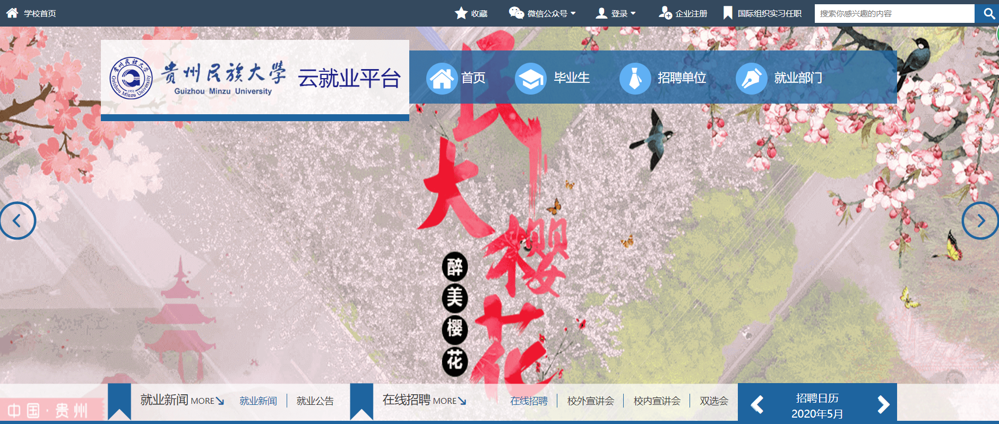 学校首页
收藏
微信公众号
登录
企业注册
国际组织实习任职
搜索你感兴趣的内容
贵州民族大学
Guizhou Minzu University
1951
云就业平台
首页
毕业生
招聘单位
就业部门
民大樱花
醉美樱花
中国·贵州
就业新闻 MORE
就业新闻
就业公告
在线招聘 MORE
在线招聘
校外宣讲会
校内宣讲会
双选会
招聘日历
2020年5月